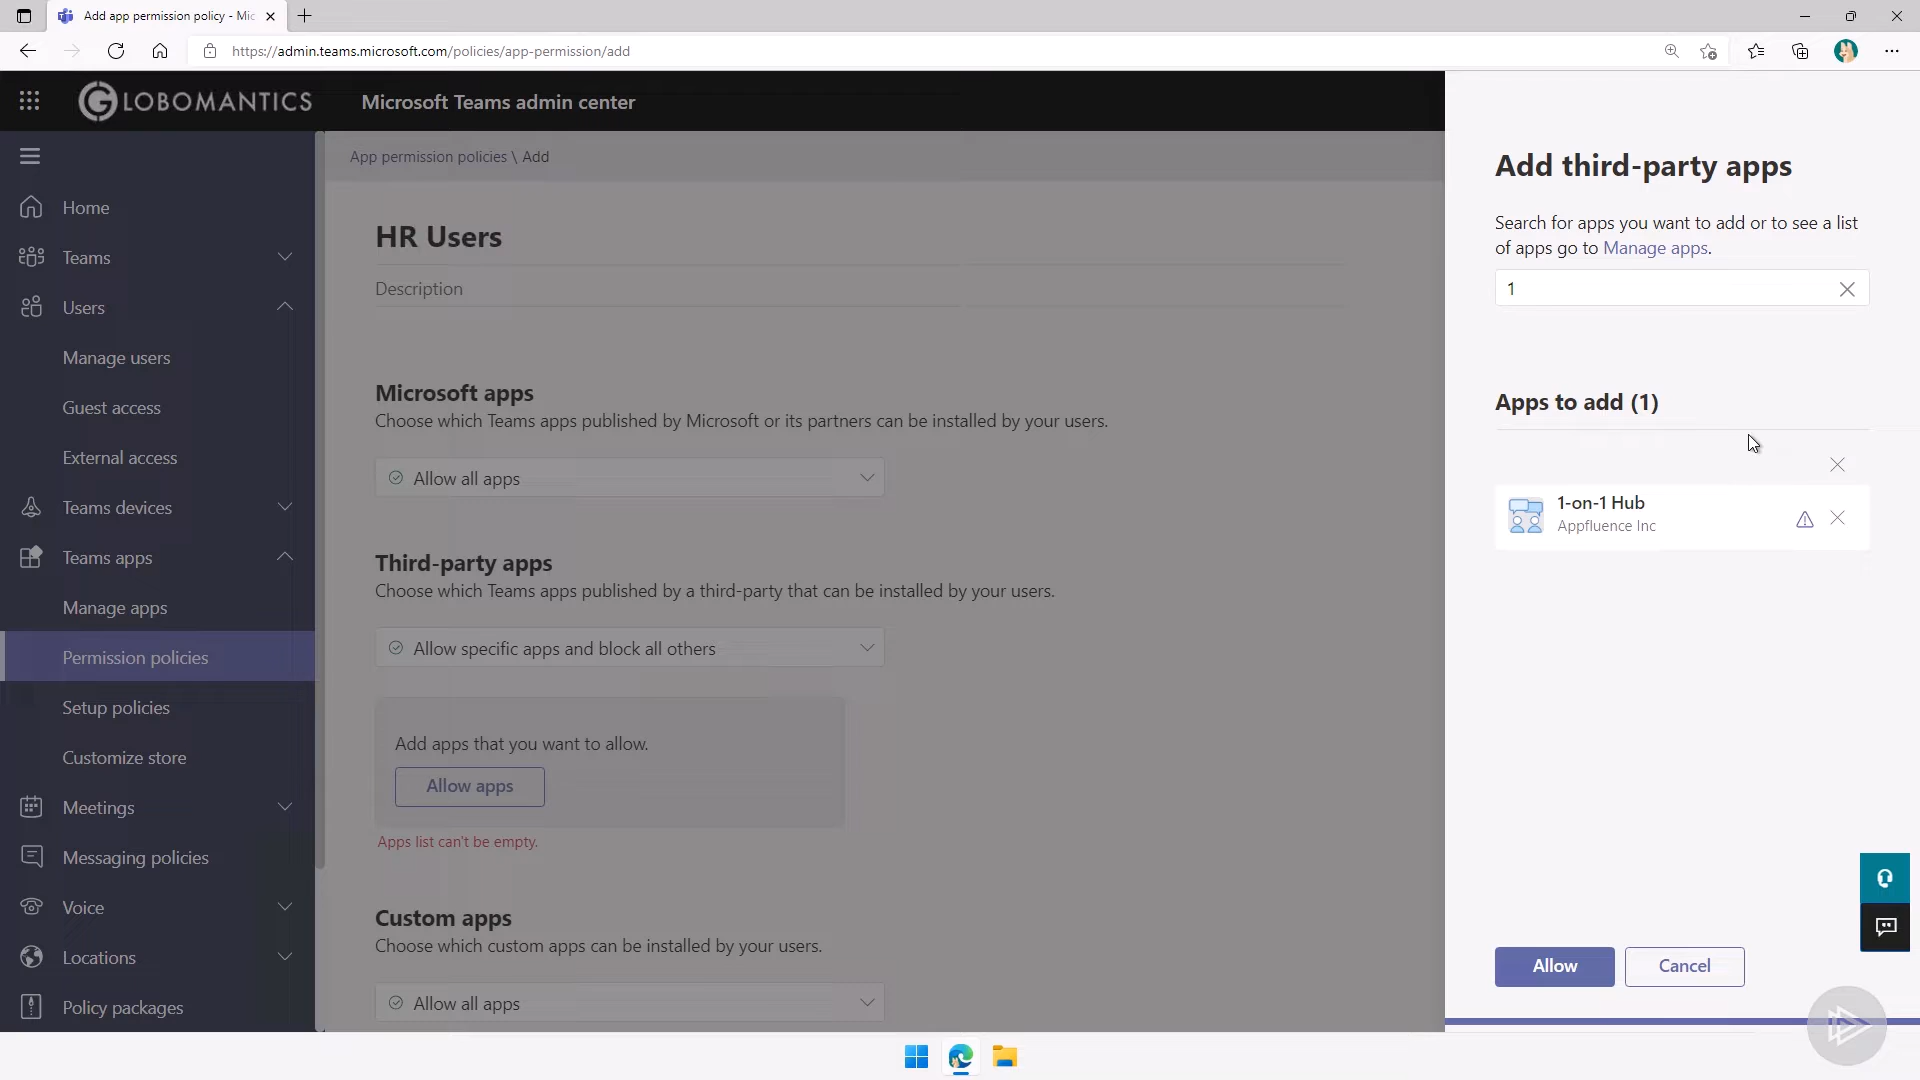 Add app permission policy - Mic
https://admin.teams.microsoft.com/policies/app-permission/add
GLOBOMANTICS
Microsoft Teams admin center
Home
Teams
Users
Manage users
Guest access
External access
Teams devices
Teams apps
Manage apps
Permission policies
Setup policies
Customize store
Meetings
Messaging policies
Voice
Locations
Policy packages
App permission policies \ Add
HR Users
Description
Microsoft apps
Choose which Teams apps published by Microsoft or its partners can be installed by your users.
Allow all apps
Third-party apps
Choose which Teams apps published by a third-party that can be installed by your users.
Allow specific apps and block all others
Add apps that you want to allow.
Allow apps
Apps list can't be empty.
Custom apps
Choose which custom apps can be installed by your users.
Allow all apps
Add third-party apps
Search for apps you want to add or to see a list
of apps go to Manage apps.
1
Apps to add (1)
1-on-1 Hub
Appfluence Inc
Allow
Cancel